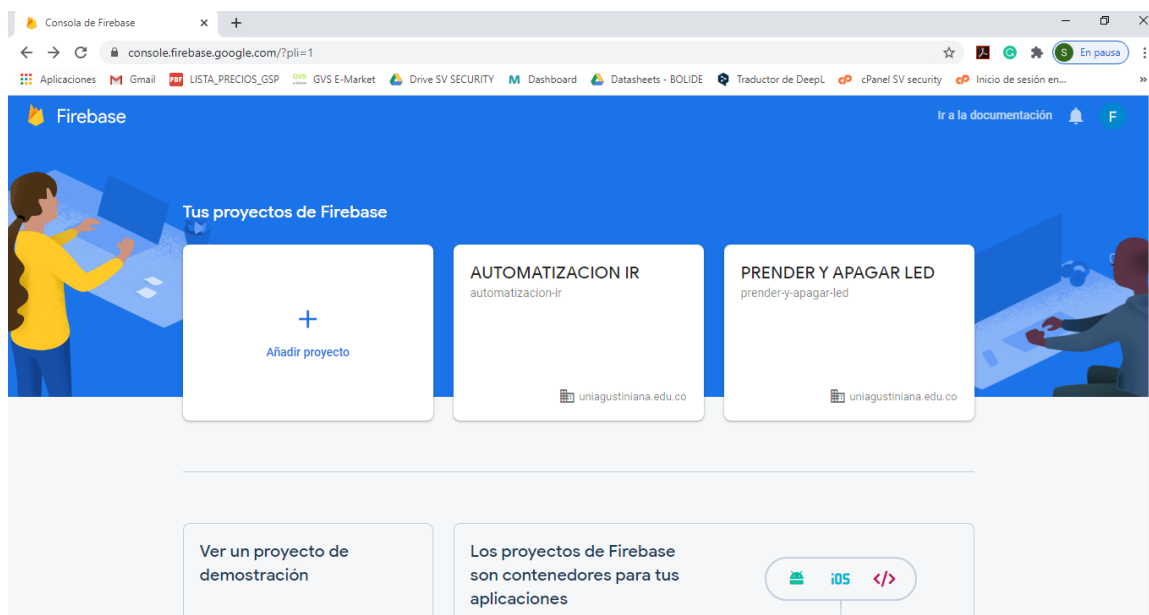 Consola de Firebase
console.firebase.google.com/?pli=1
S En pausa
Aplicaciones Gmail LISTA_PRECIOS_GSP GVS E-Market Drive SV SECURITY Dashboard Datasheets - BOLIDE Traductor de DeepL cPanel SV security Inicio de sesión en... »
Firebase
Ir a la documentación F
Tus proyectos de Firebase
+
Añadir proyecto
AUTOMATIZACION IR
automatizacion-ir
uniagustiniana.edu.co
PRENDER Y APAGAR LED
prender-y-apagar-led
uniagustiniana.edu.co
Ver un proyecto de
demostración
Los proyectos de Firebase
son contenedores para tus
aplicaciones
iOS </>